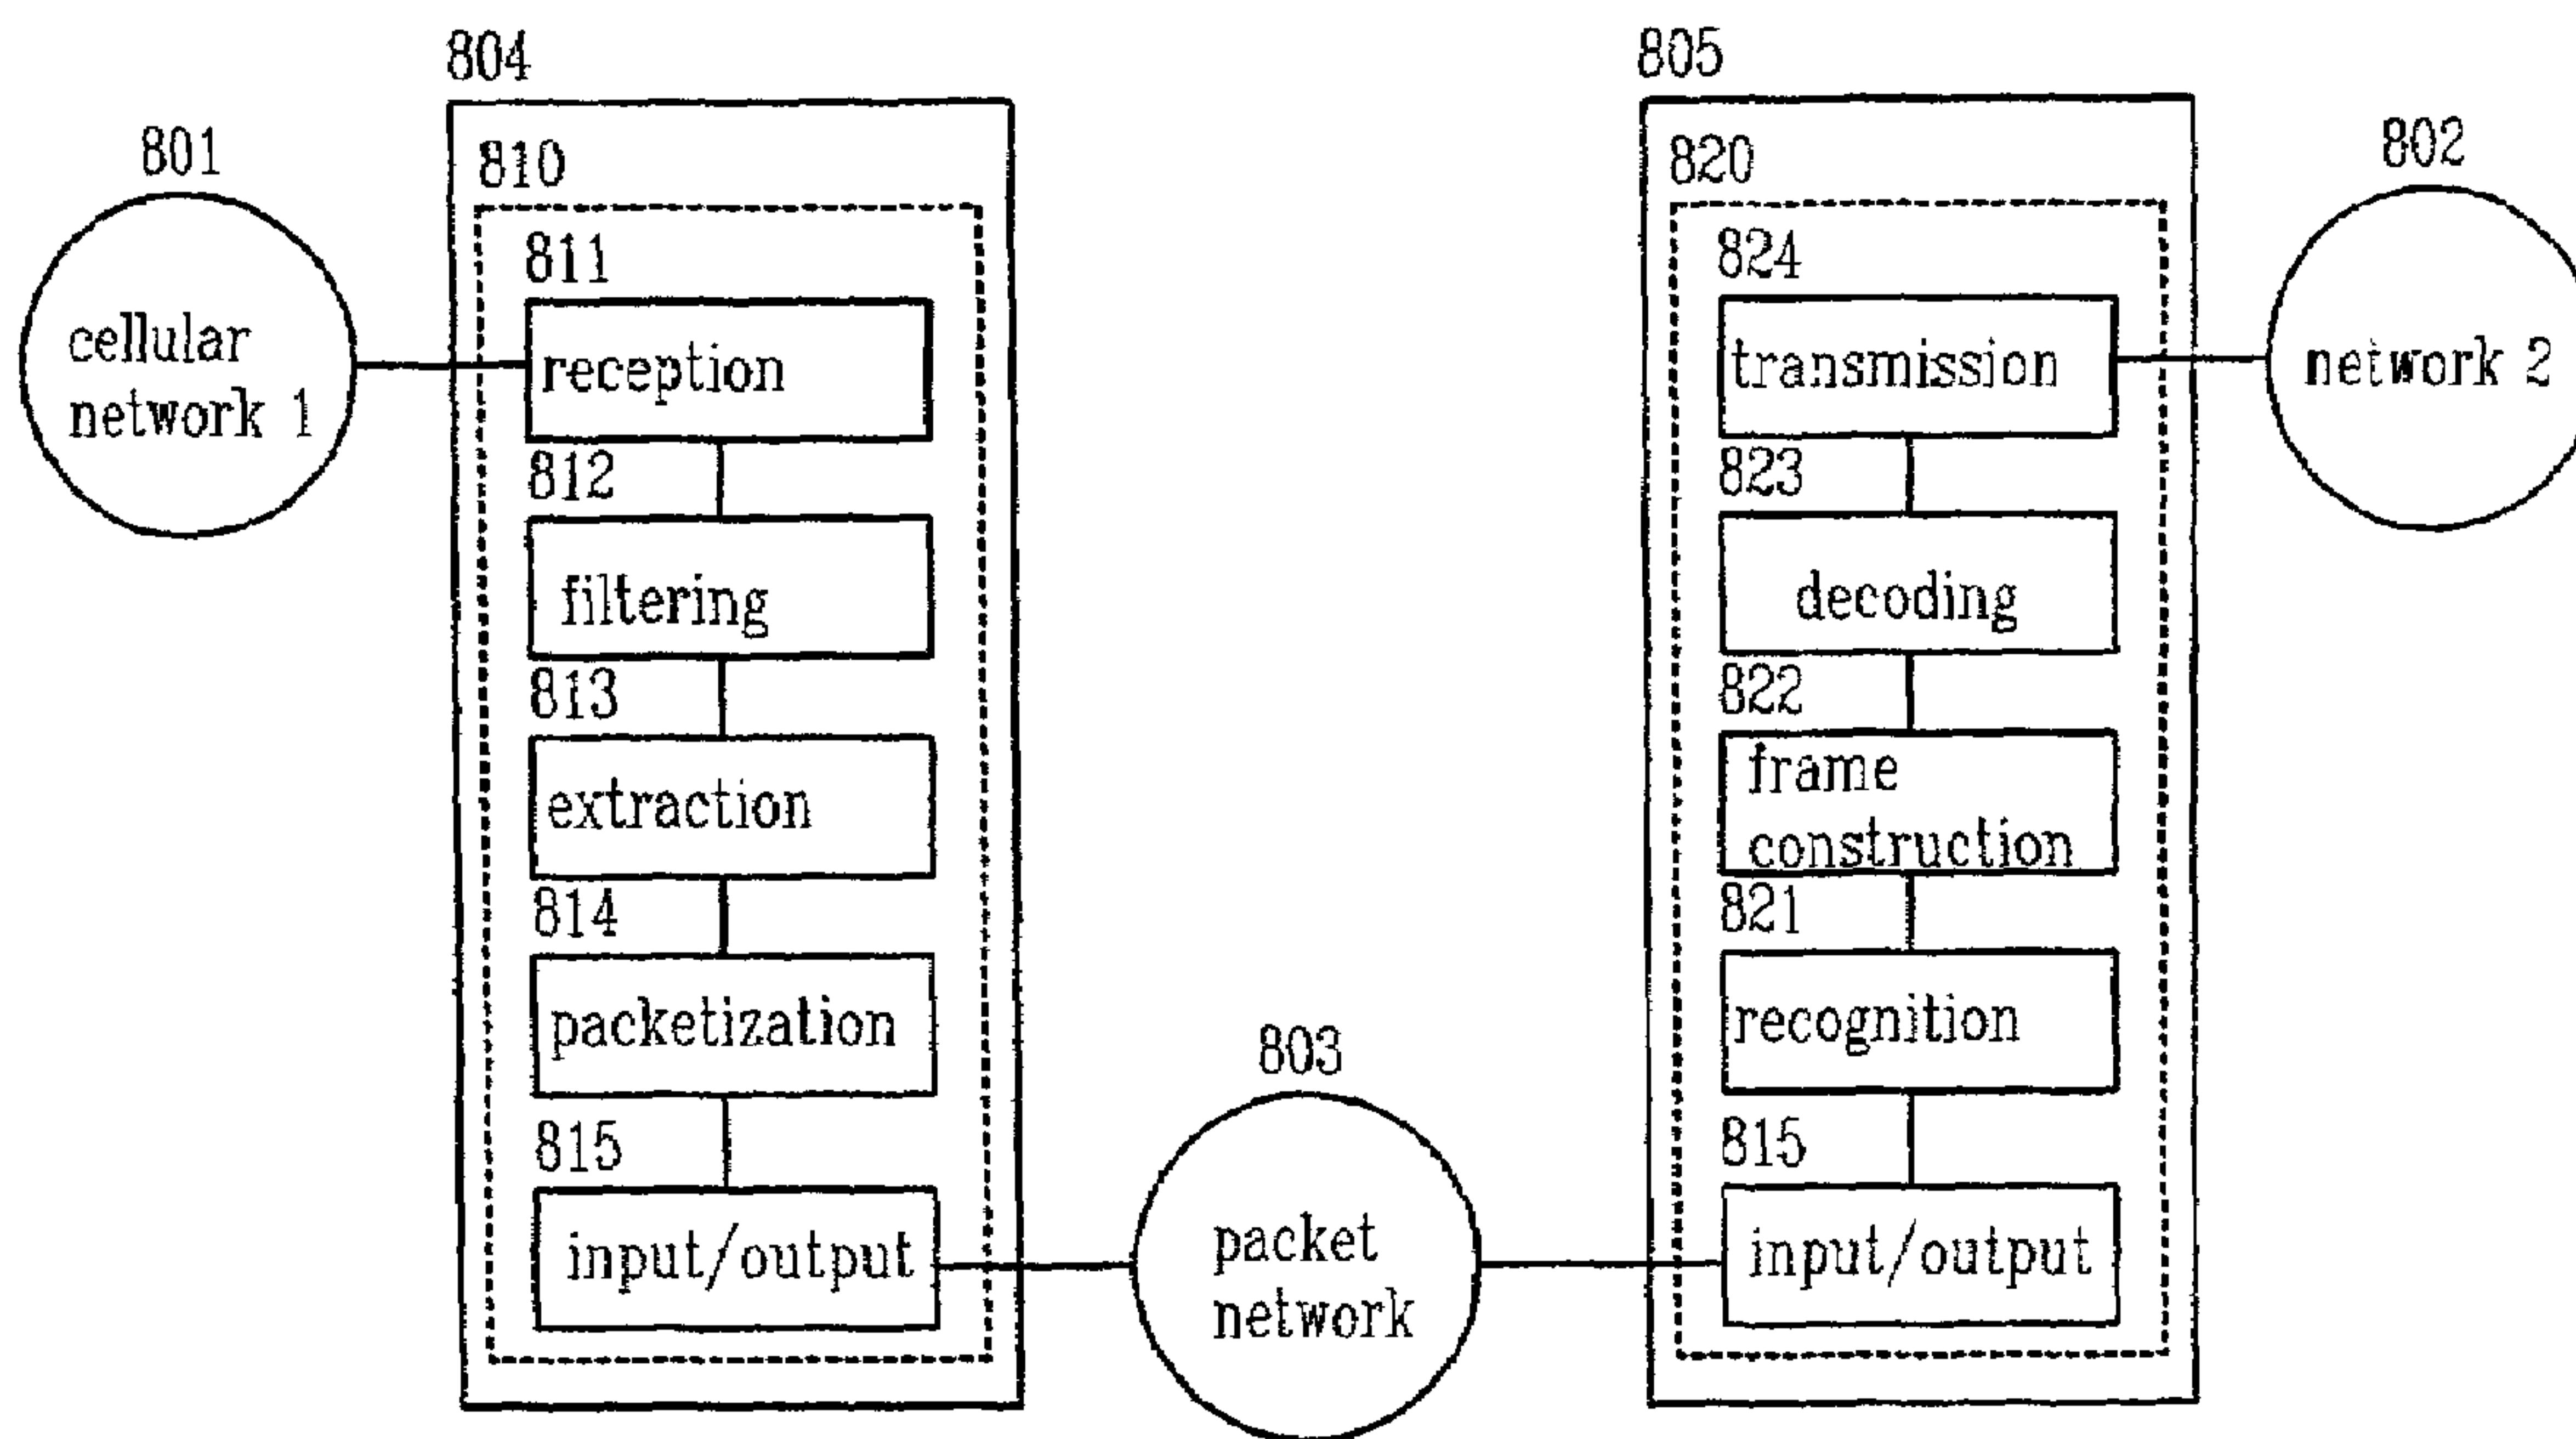 804
805
801
810
820
802
811
824
cellular
network 1
reception
transmission
network 2
812
823
filtering
decoding
813
822
extraction
frame
construction
814
821
packetization
recognition
803
815
815
input/output
packet
network
input/output